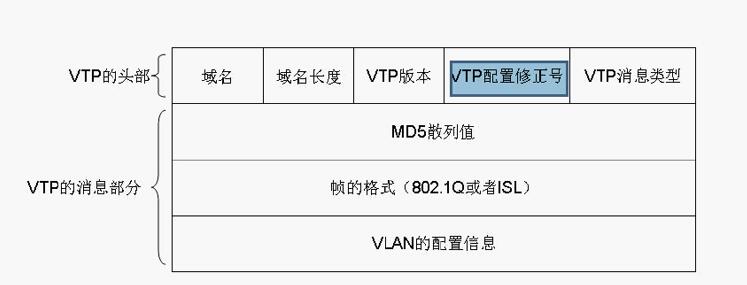 VTP的头部
域名
域名长度
VTP版本
VTP配置修正号
VTP消息类型
VTP的消息部分
MD5散列值
帧的格式（802.1Q或者ISL）
VLAN的配置信息